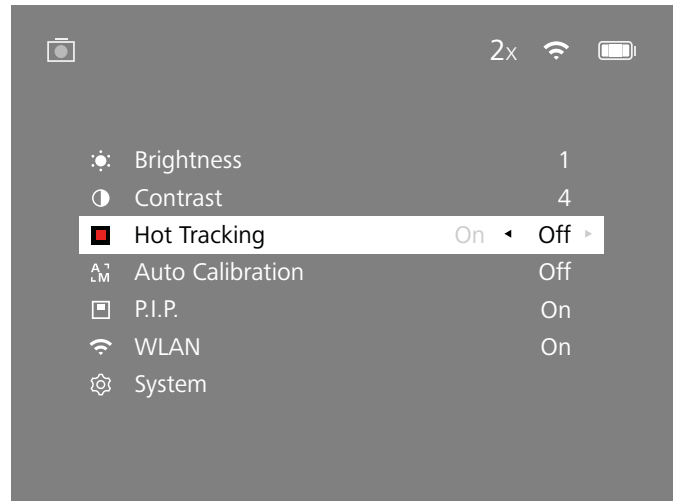 2x
Brightness 1
Contrast 4
Hot Tracking On Off
A M Auto Calibration Off
P.I.P. On
WLAN On
System